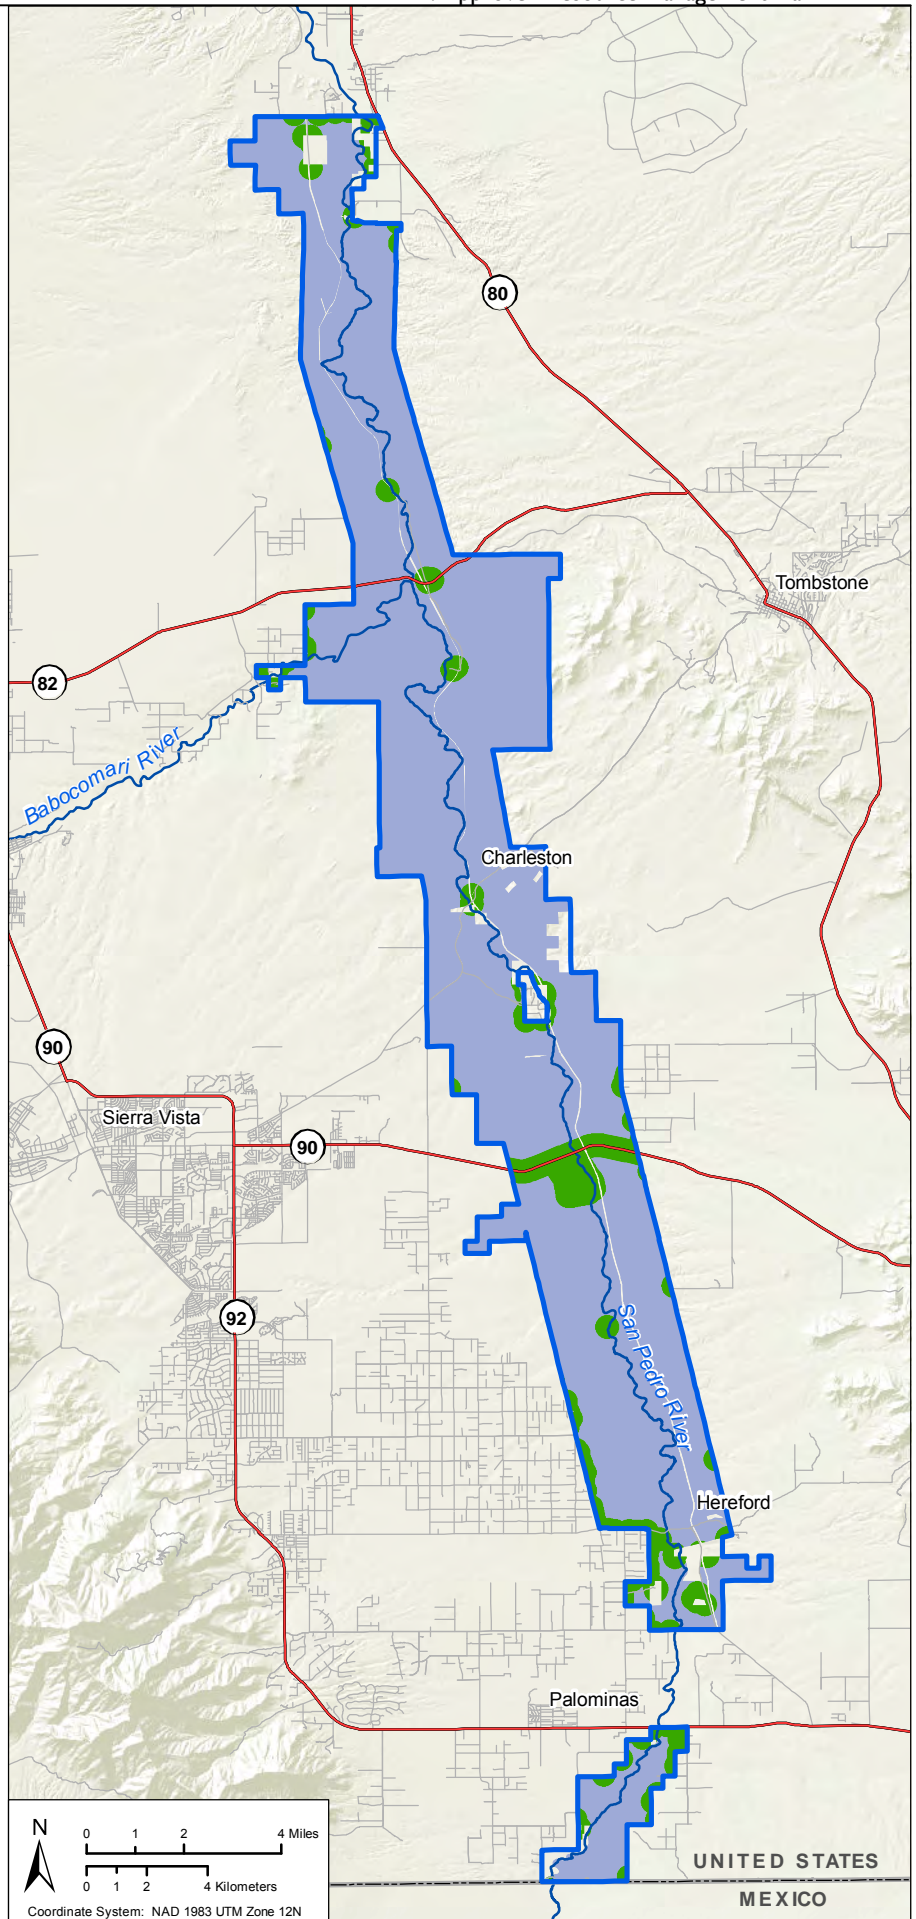 80
Tombstone
82
Babocomari River
Charleston
90
Sierra Vista
90
92
San Pedro River
Hereford
Palominas
N
0 1 2 4 Miles
0 1 2 4 Kilometers
Coordinate System: NAD 1983 UTM Zone 12N
UNITED STATES
MEXICO